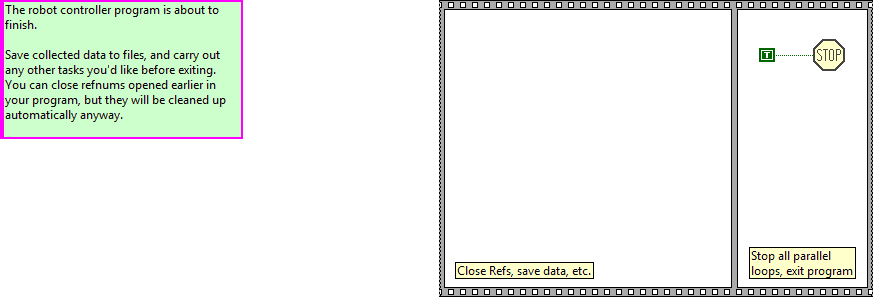 The robot controller program is about to
finish.
Save collected data to files, and carry out
any other tasks you'd like before exiting.
You can close refnums opened earlier in
your program, but they will be cleaned up
automatically anyway.
T
STOP
Close Refs, save data, etc.
Stop all parallel
loops, exit program